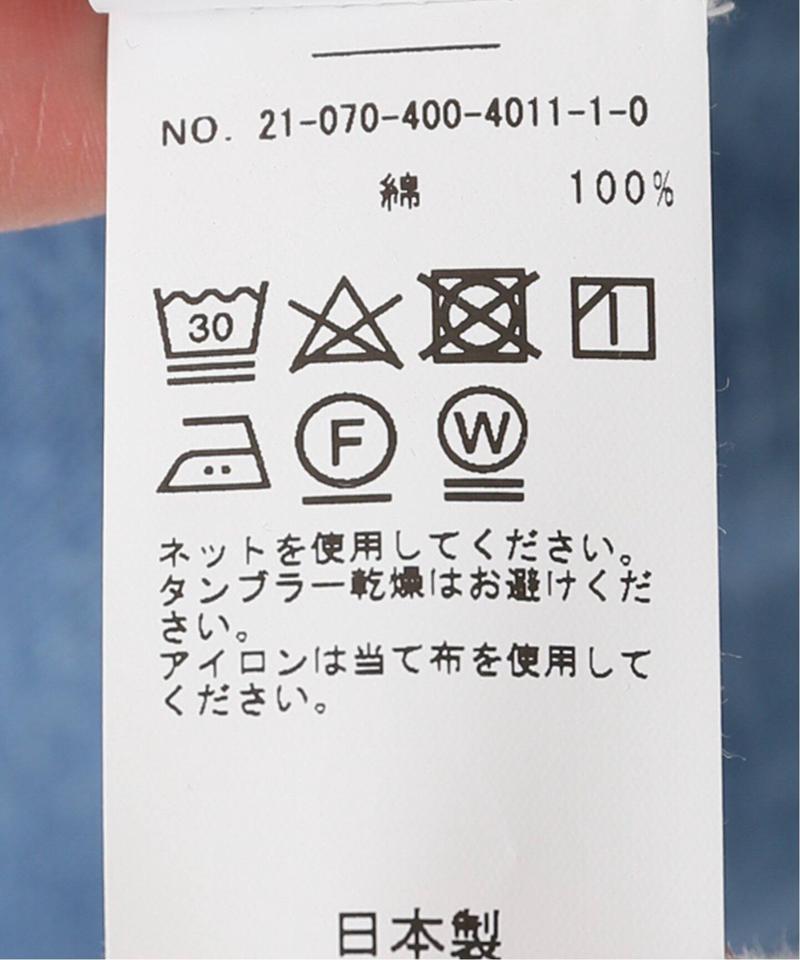 NO. 21-070-400-4011-1-0
綿 100%
30
F W
ネットを使用してください。
タンブラー乾燥はお避けくだ
さい。
アイロンは当て布を使用して
ください。
日本製